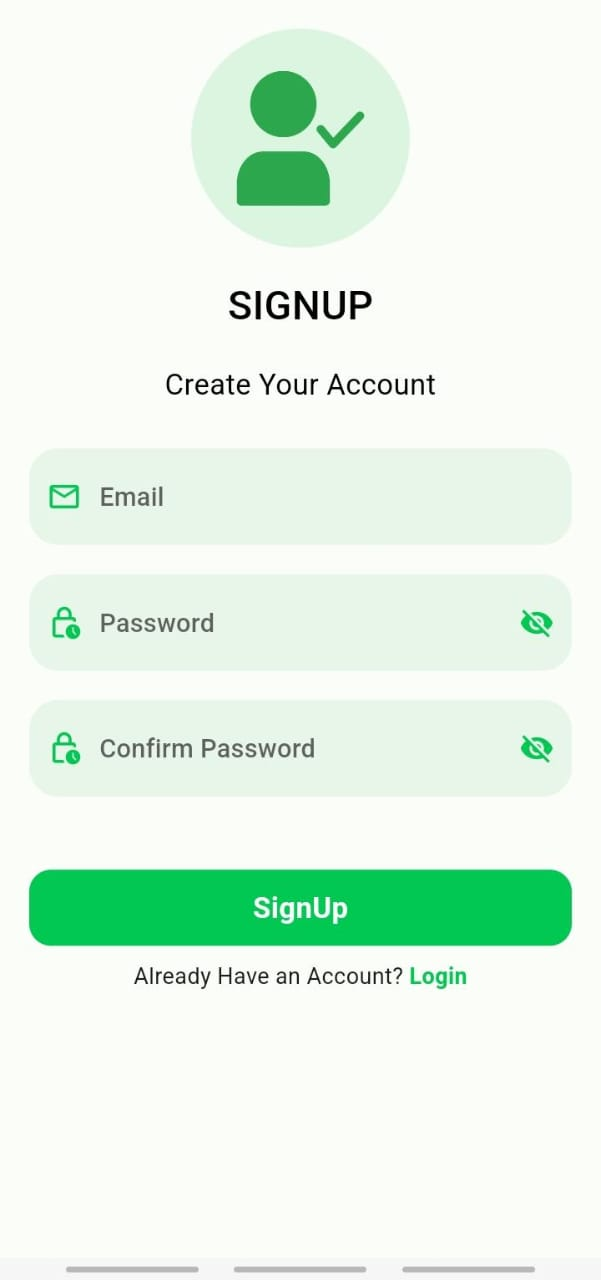 SIGNUP
Create Your Account
Email
Password
Confirm Password
SignUp
Already Have an Account? Login